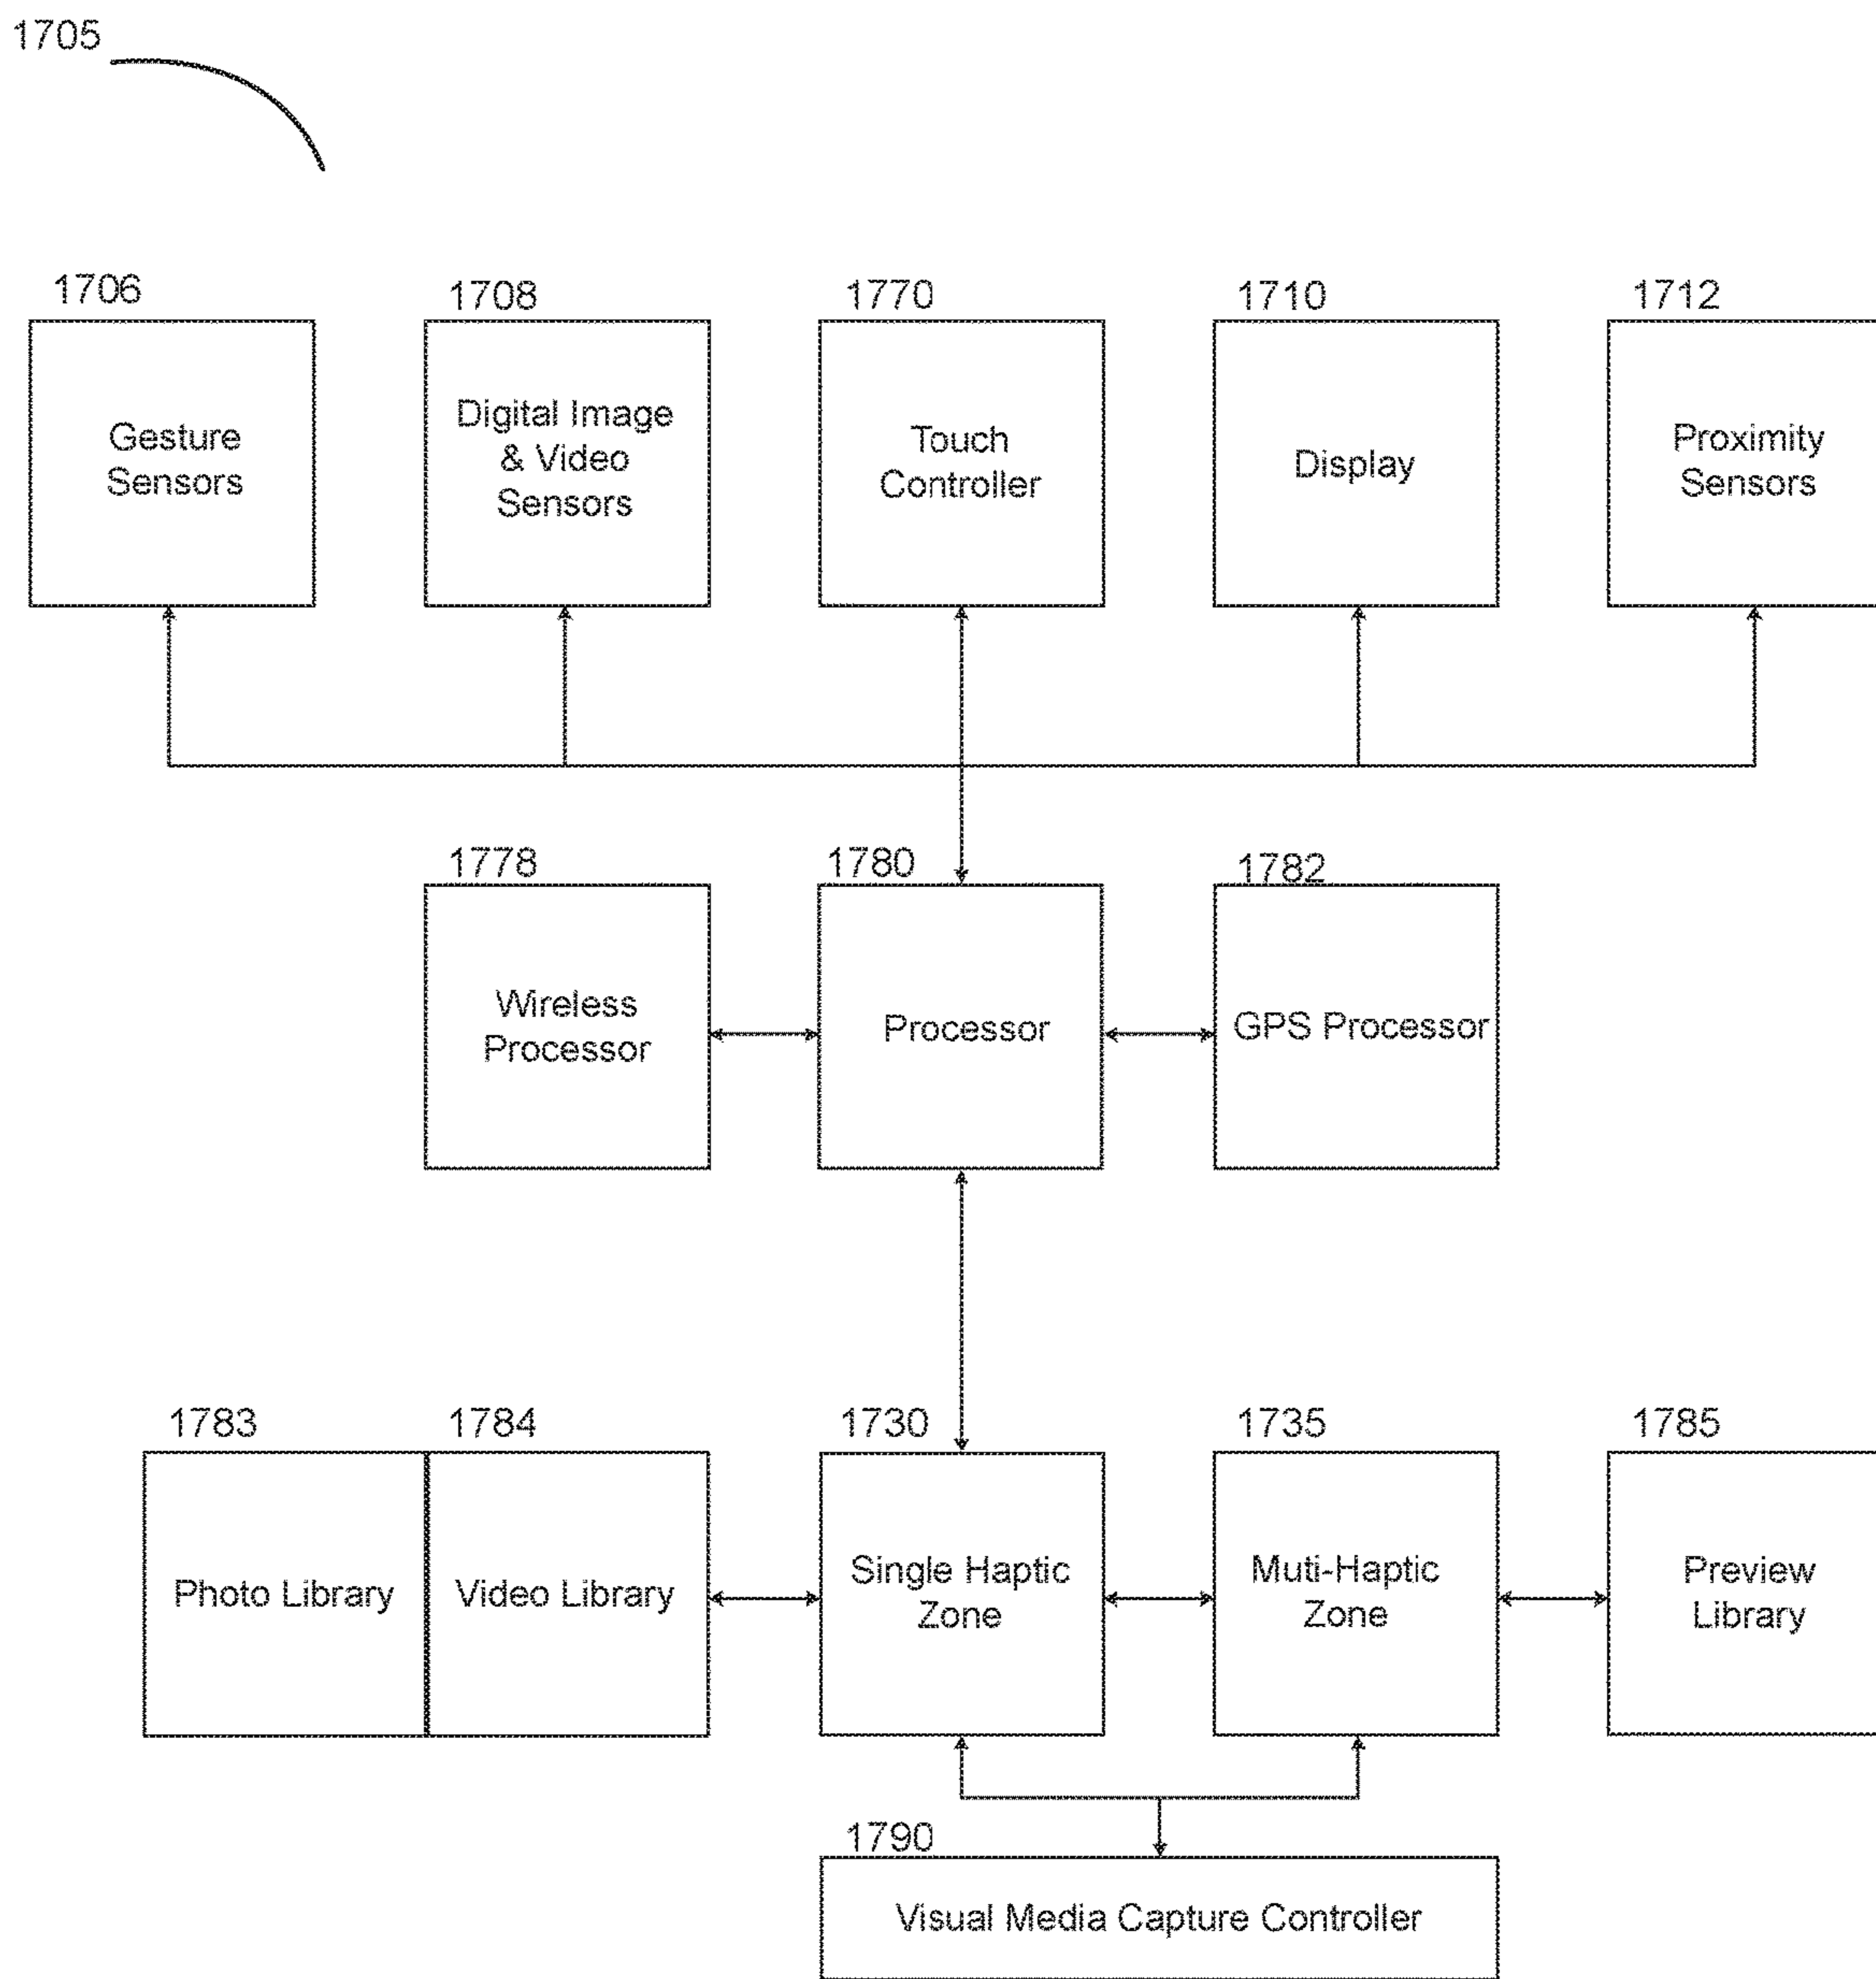 1705
1706
1708
1770
1710
1712
Gesture
Sensors
Digital Image
& Video
Sensors
Touch
Controller
Display
Proximity
Sensors
1778
1780
1782
Wireless
Processor
Processor
GPS Processor
1783
1784
1730
1735
1785
Photo Library
Video Library
Single Haptic
Zone
Muti-Haptic
Zone
Preview
Library
1790
Visual Media Capture Controller